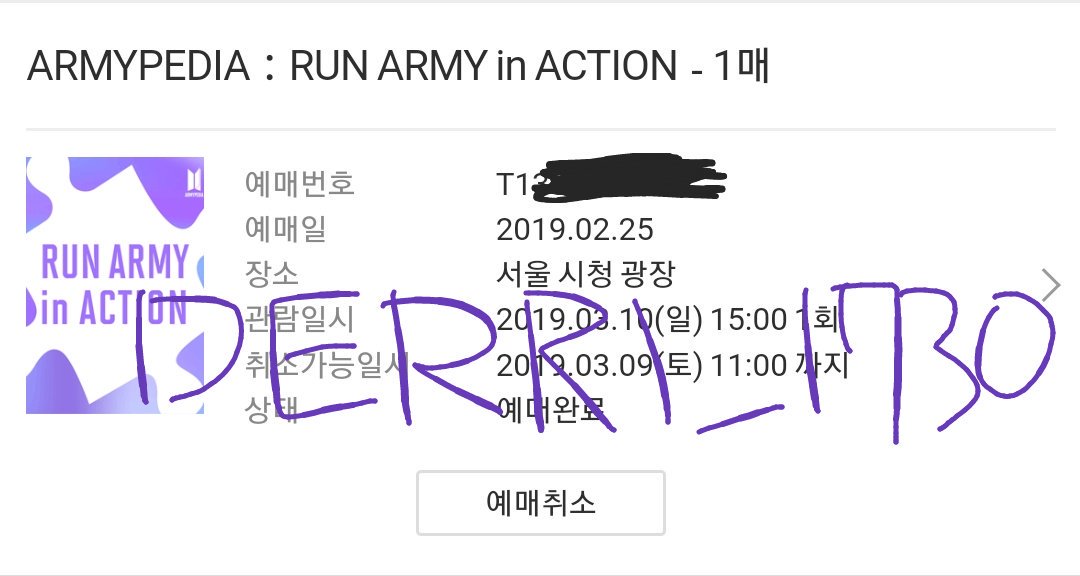 ARMYPEDIA : RUN ARMY in ACTION - 1매
ARMYPEDIA
RUN ARMY
in ACTION
예매번호 T1
예매일 2019.02.25
장소 서울 시청 광장
관람일시 2019.03.10(일) 15:00 1회
취소가능일시 2019.03.09(토) 11:00 까지
상태 예매완료
DERRI_1730
예매취소